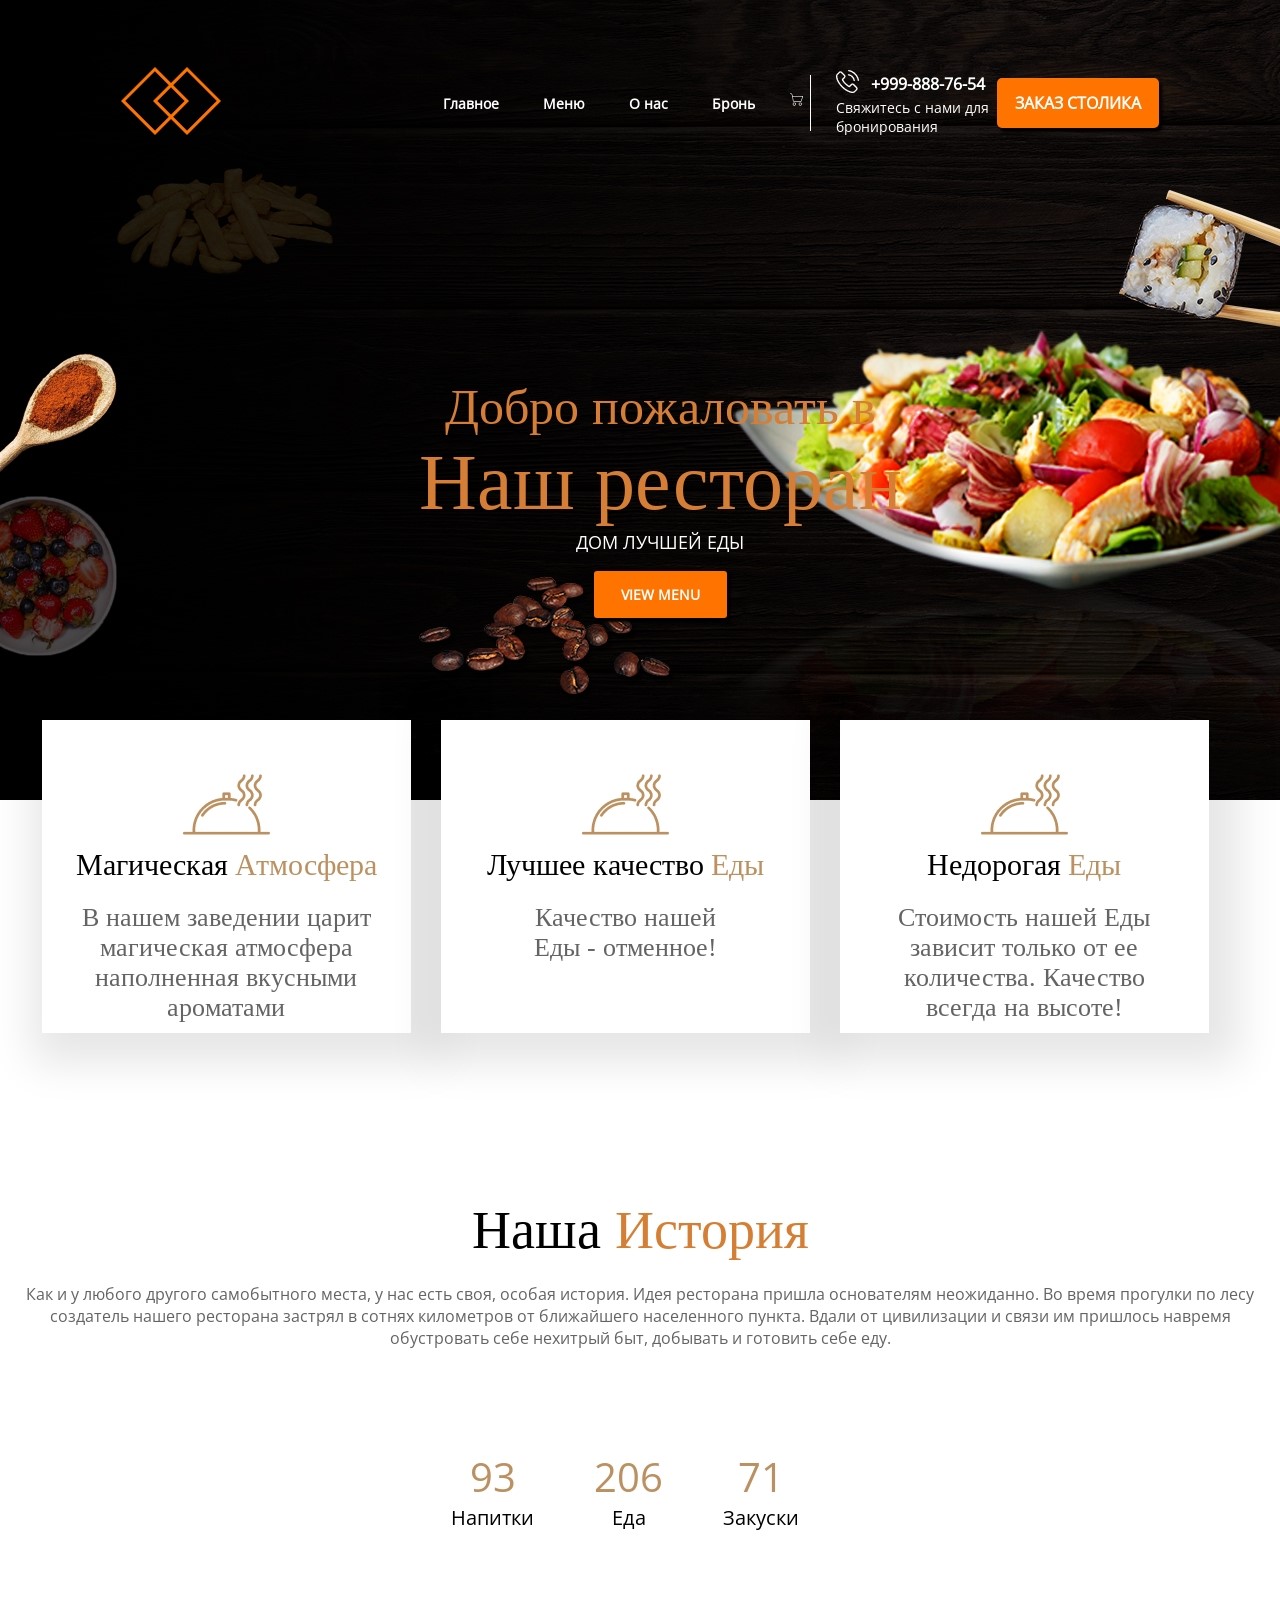 Главное Меню О нас Бронь
+999-888-76-54
Свяжитесь с нами для
бронирования
ЗАКАЗ СТОЛИКА
Добро пожаловать в
Наш ресторан
ДОМ ЛУЧШЕЙ ЕДЫ
VIEW MENU
Магическая Атмосфера
В нашем заведении царит
магическая атмосфера
наполненная вкусными
ароматами
Лучшее качество Еды
Качество нашей
Еды - отменное!
Недорогая Еды
Стоимость нашей Еды
зависит только от ее
количества. Качество
всегда на высоте!
Наша История
Как и у любого другого самобытного места, у нас есть своя, особая история. Идея ресторана пришла основателям неожиданно. Во время прогулки по лесу
создатель нашего ресторана застрял в сотнях километров от ближайшего населенного пункта. Вдали от цивилизации и связи им пришлось навремя
обустровать себе нехитрый быт, добывать и готовить себе еду.
93
Напитки
206
Еда
71
Закуски